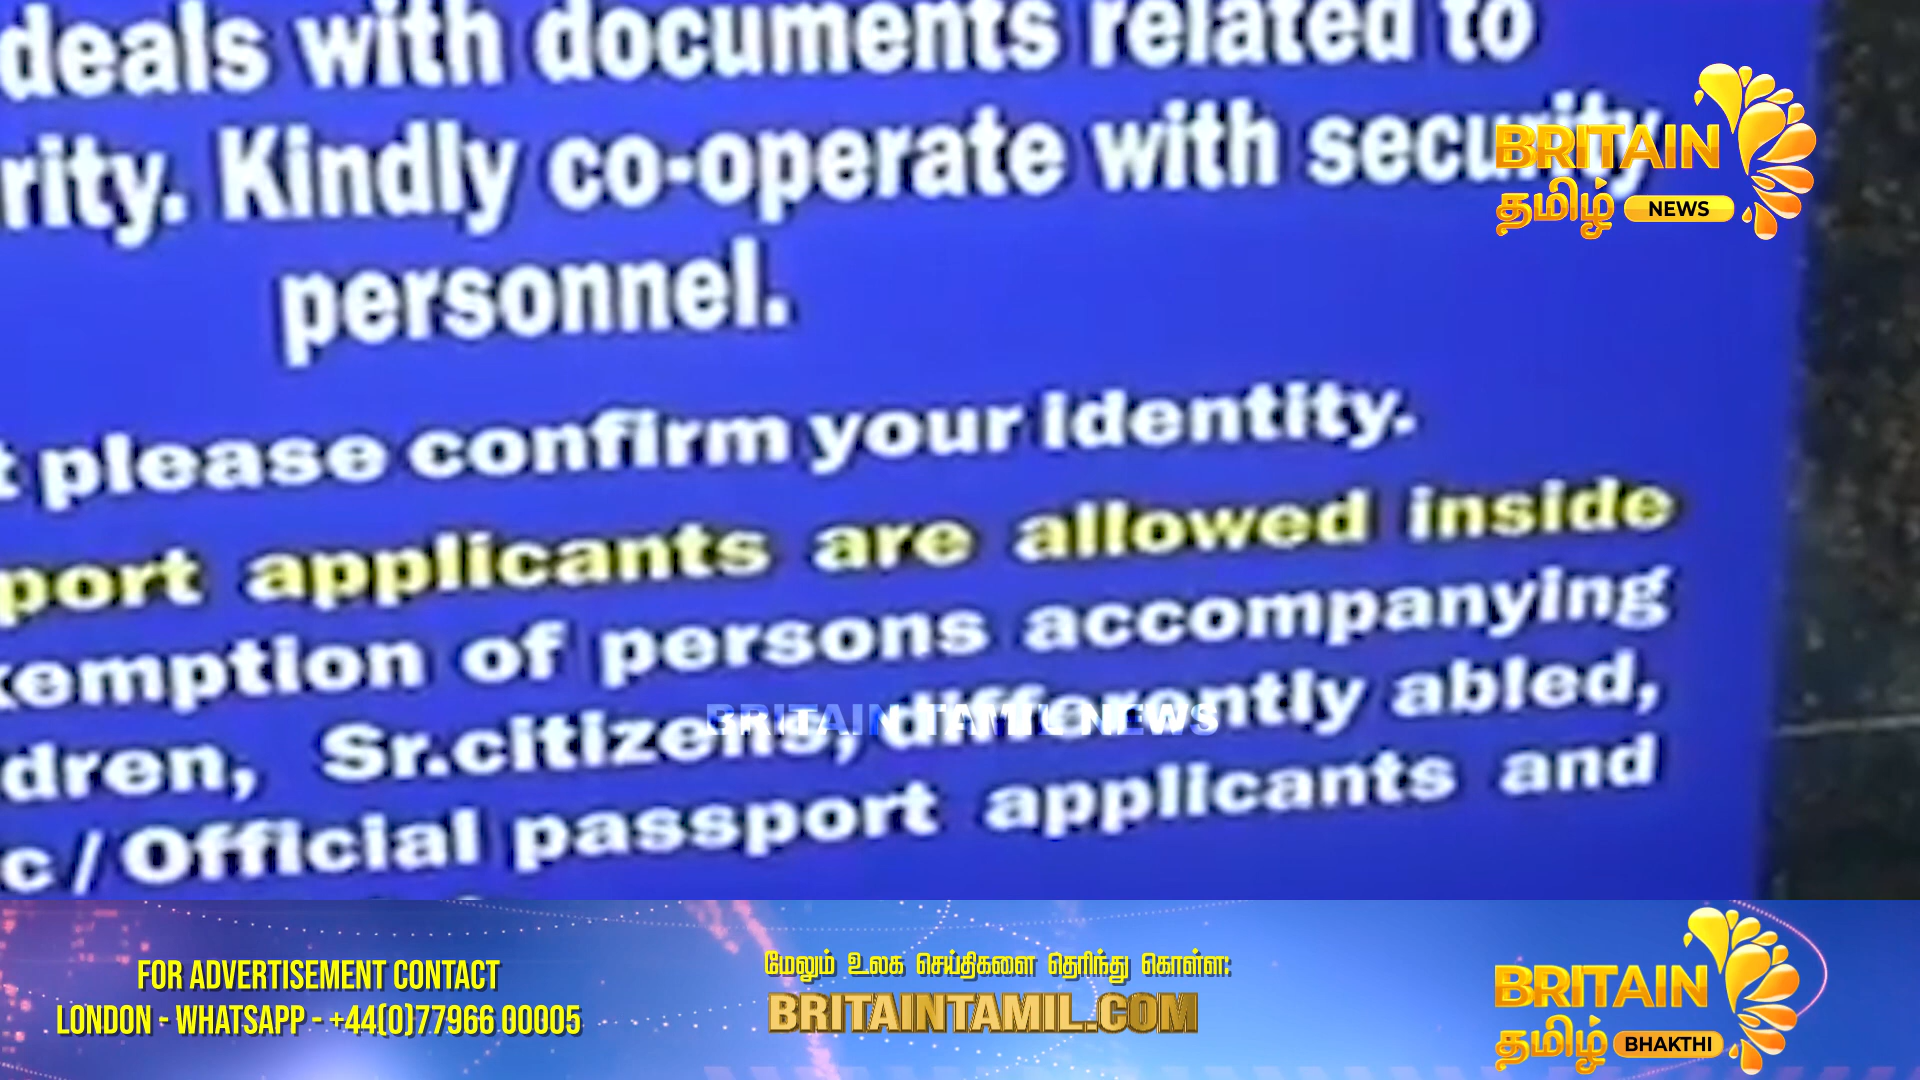 deals with documents related to
rity. Kindly co-operate with security
personnel.
please confirm your identity.
port applicants are allowed inside
emption of persons accompanying
dren, Sr.citizens, differently abled,
c / Official passport applicants and
BRITAIN
தமிழ் NEWS
BRITAIN TAMIL NEWS
FOR ADVERTISEMENT CONTACT
LONDON - WHATSAPP - +44(0)77966 00005
மேலும் உலக செய்திகளை தெரிந்து கொள்ள:
BRITAINTAMIL.COM
BRITAIN
தமிழ் BHAKTHI